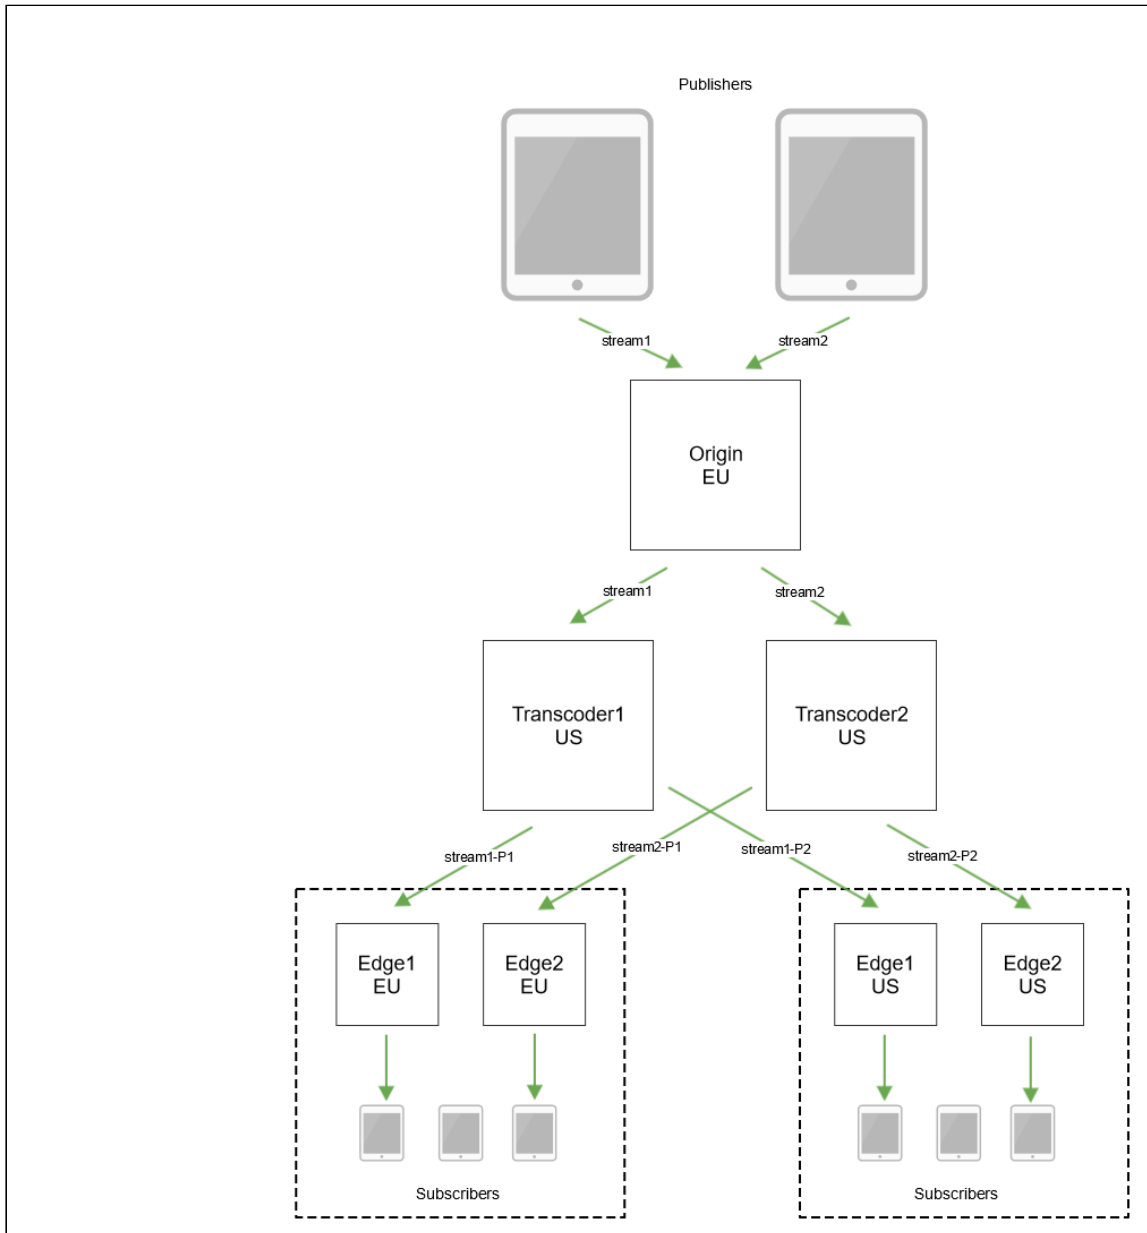 Publishers
stream1
stream2
Origin
EU
stream1
stream2
Transcoder1
US
Transcoder2
US
stream1-P1
stream2-P1
stream1-P2
stream2-P2
Edge1
EU
Edge2
EU
Edge1
US
Edge2
US
Subscribers
Subscribers